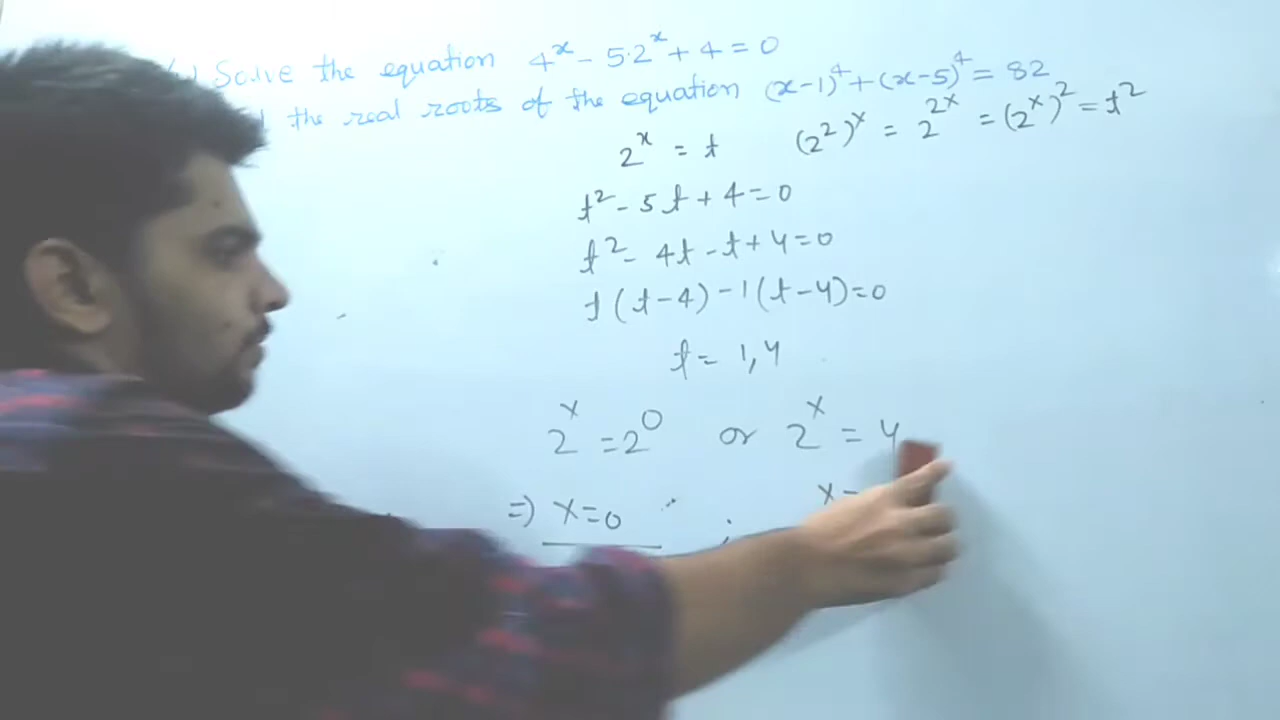 Solve the equation 4^x - 5·2^x + 4 = 0
the real roots of the equation (x-1)^4 + (x-5)^4 = 82
2^x = t (2^2)^x = 2^2x = (2^x)^2 = t^2
t^2 - 5t + 4 = 0
t^2 - 4t - t + 4 = 0
t(t-4) - 1(t-4) = 0
t = 1, 4
2^x = 2^0 or 2^x = 4
=) x = 0 ; x =